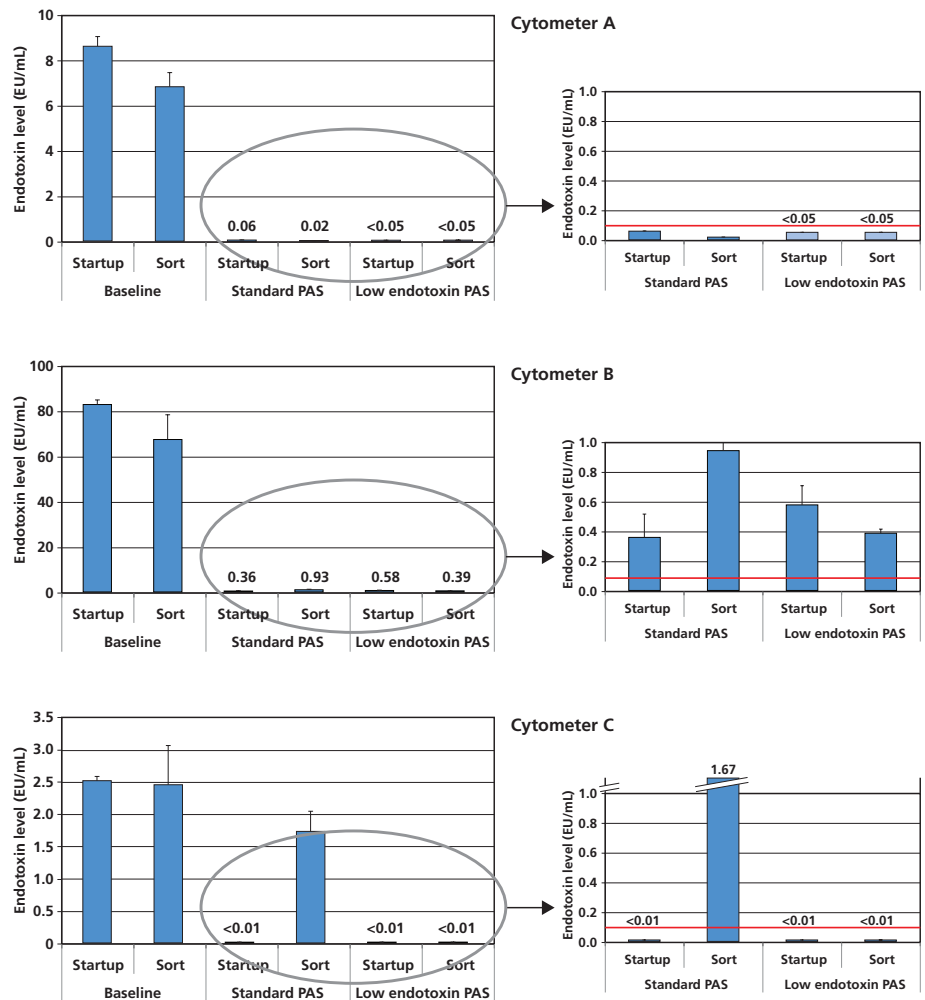 Cytometer A
Endotoxin level (EU/mL)
10
8
6
4
2
0
0.06 0.02 <0.05 <0.05
Startup Sort Startup Sort Startup Sort
Baseline Standard PAS Low endotoxin PAS
Endotoxin level (EU/mL)
1.0
0.8
0.6
0.4
0.2
0.0
<0.05 <0.05
Startup Sort Startup Sort
Standard PAS Low endotoxin PAS
Cytometer B
Endotoxin level (EU/mL)
100
80
60
40
20
0
0.36 0.93 0.58 0.39
Startup Sort Startup Sort Startup Sort
Baseline Standard PAS Low endotoxin PAS
Endotoxin level (EU/mL)
1.0
0.8
0.6
0.4
0.2
0.0
Startup Sort Startup Sort
Standard PAS Low endotoxin PAS
Cytometer C
Endotoxin level (EU/mL)
3.5
3.0
2.5
2.0
1.5
1.0
0.5
0
<0.01 <0.01 <0.01
Startup Sort Startup Sort Startup Sort
Baseline Standard PAS Low endotoxin PAS
Endotoxin level (EU/mL)
1.67
1.0
0.8
0.6
0.4
0.2
0.0
<0.01 <0.01 <0.01
Startup Sort Startup Sort
Standard PAS Low endotoxin PAS